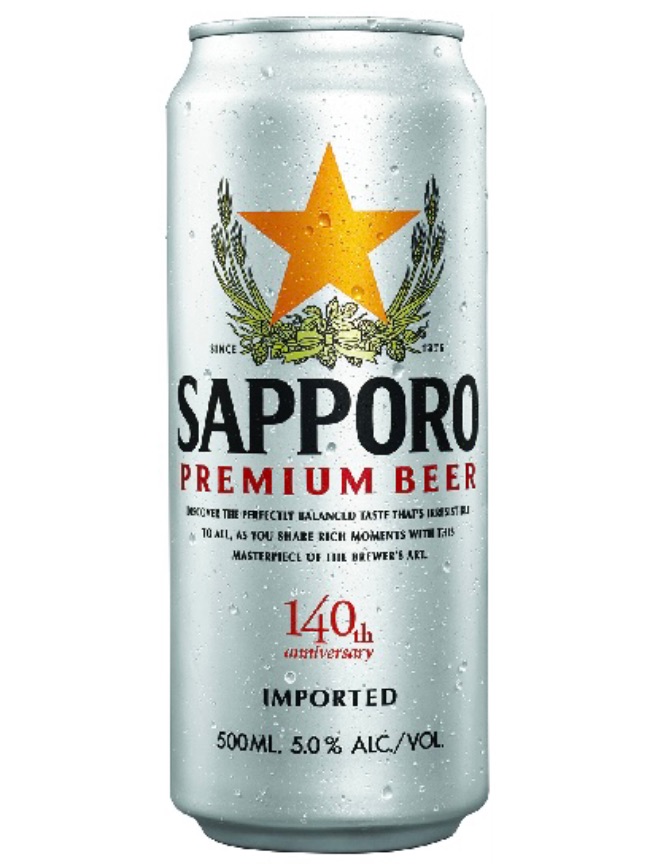 SINCE 1876
SAPPORO
PREMIUM BEER
DISCOVER THE PERFECTLY BALANCED TASTE THAT'S IRRESISTIBLE
TO ALL, AS YOU SHARE RICH MOMENTS WITH THIS
MASTERPIECE OF THE BREWER'S ART.
140th
anniversary
IMPORTED
500ML. 5.0% ALC./VOL.